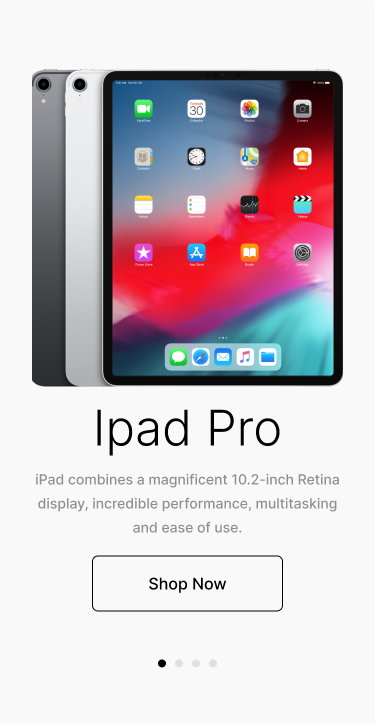 30
Ipad Pro
iPad combines a magnificent 10.2-inch Retina
display, incredible performance, multitasking
and ease of use.
Shop Now